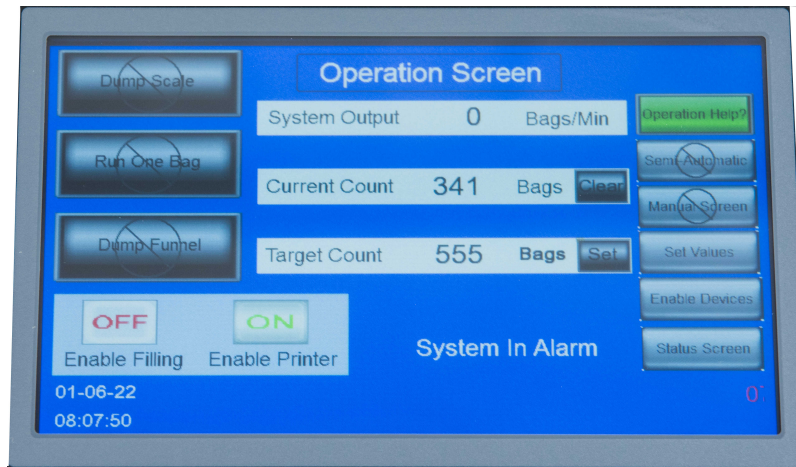 Operation Screen
Dump Scale
Run One Bag
Dump Funnel
System Output 0 Bags/Min
Current Count 341 Bags Clear
Target Count 555 Bags Set
Operation Help?
Semi-Automatic
Manual Screen
Set Values
Enable Devices
Status Screen
OFF
Enable Filling
ON
Enable Printer
System In Alarm
01-06-22
08:07:50
0